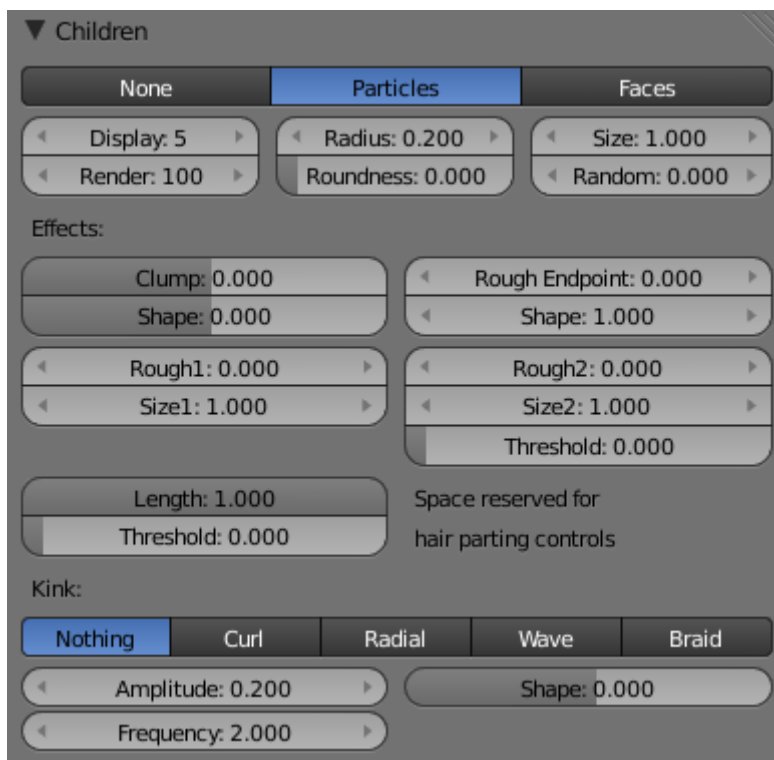 Children
None Particles Faces
Display: 5 Radius: 0.200 Size: 1.000
Render: 100 Roundness: 0.000 Random: 0.000
Effects:
Clump: 0.000 Rough Endpoint: 0.000
Shape: 0.000 Shape: 1.000
Rough1: 0.000 Rough2: 0.000
Size1: 1.000 Size2: 1.000
Threshold: 0.000
Length: 1.000 Space reserved for
Threshold: 0.000 hair parting controls
Kink:
Nothing Curl Radial Wave Braid
Amplitude: 0.200 Shape: 0.000
Frequency: 2.000